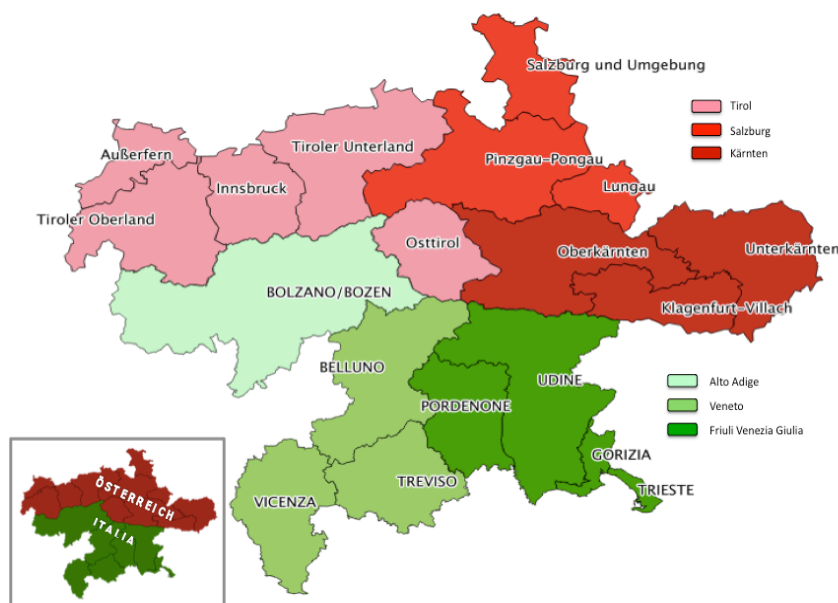 Salzburg und Umgebung
Tirol
Salzburg
Kärnten
Außerfern
Tiroler Unterland
Pinzgau-Pongau
Innsbruck
Lungau
Tiroler Oberland
Osttirol
Oberkärnten
Unterkärnten
BOLZANO/BOZEN
Klagenfurt-Villach
BELLUNO
UDINE
Alto Adige
PORDENONE
Veneto
Friuli Venezia Giulia
GORIZIA
TREVISO
TRIESTE
VICENZA
ÖSTERREICH
ITALIA